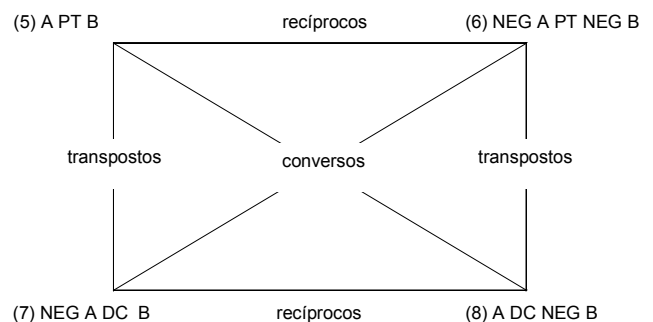 (5) A PT B recíprocos (6) NEG A PT NEG B
transpostos conversos transpostos
(7) NEG A DC B recíprocos (8) A DC NEG B